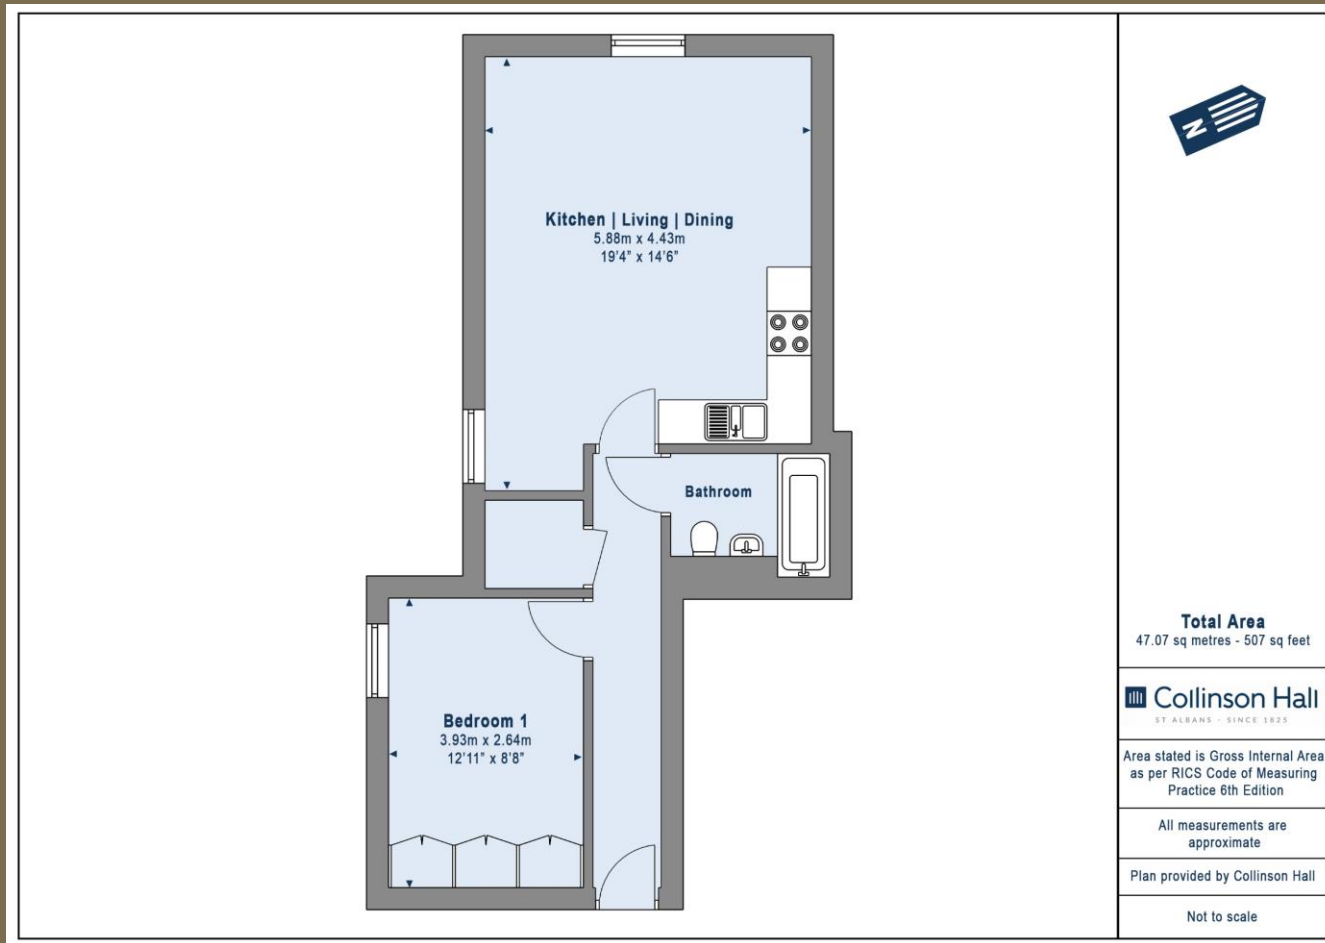 Kitchen | Living | Dining
5.88m x 4.43m
19'4" x 14'6"
Bathroom
Bedroom 1
3.93m x 2.64m
12'11" x 8'8"
N
Total Area
47.07 sq metres - 507 sq feet
Collinson Hall
ST ALBANS - SINCE 1825
Area stated is Gross Internal Area
as per RICS Code of Measuring
Practice 6th Edition
All measurements are
approximate
Plan provided by Collinson Hall
Not to scale